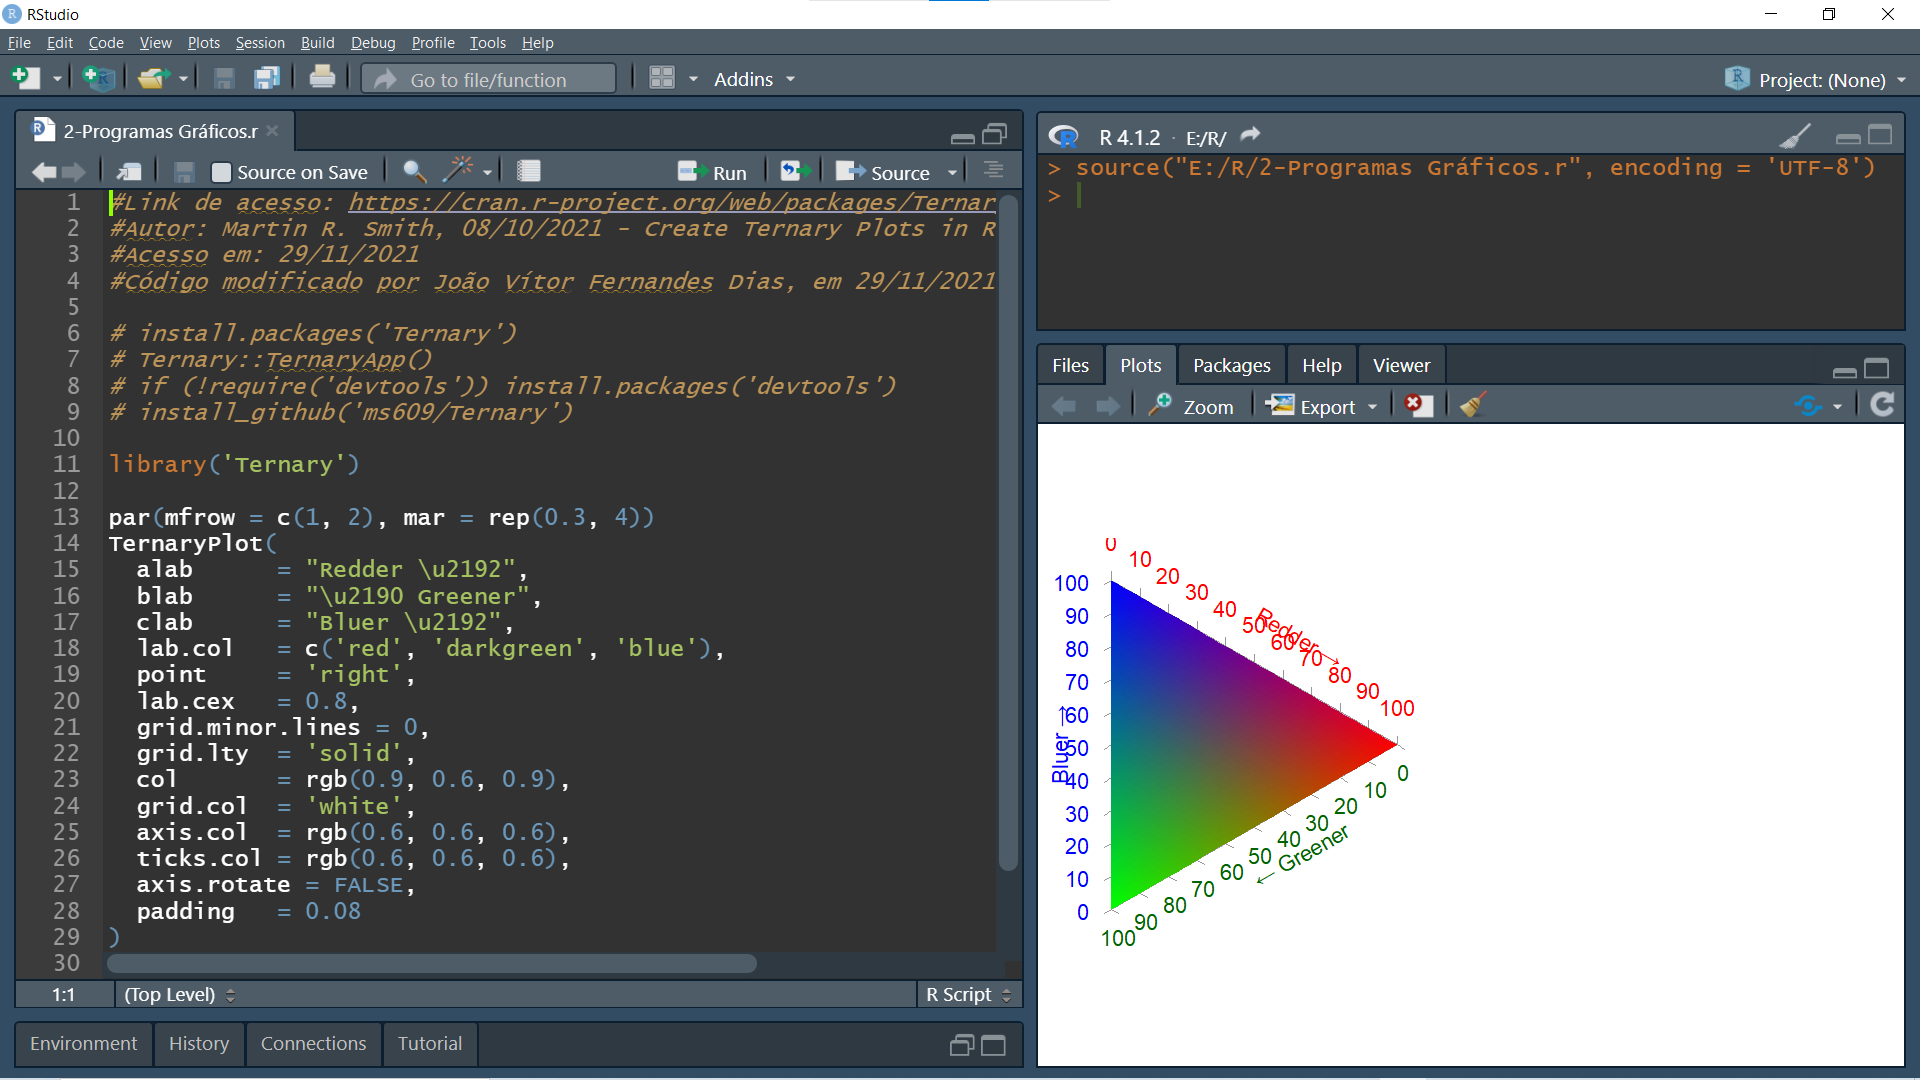 RStudio
File Edit Code View Plots Session Build Debug Profile Tools Help
Go to file/function
Addins
Project: (None)
2-Programas Gráficos.r
Source on Save
Run
Source
1 #Link de acesso: https://cran.r-project.org/web/packages/Ternar
2 #Autor: Martin R. Smith, 08/10/2021 - Create Ternary Plots in R
3 #Acesso em: 29/11/2021
4 #Código modificado por João Vítor Fernandes Dias, em 29/11/2021
5
6 # install.packages('Ternary')
7 # Ternary::TernaryApp()
8 # if (!require('devtools')) install.packages('devtools')
9 # install_github('ms609/Ternary')
10
11 library('Ternary')
12
13 par(mfrow = c(1, 2), mar = rep(0.3, 4))
14 TernaryPlot(
15 alab = "Redder \u2192",
16 blab = "\u2190 Greener",
17 clab = "Bluer \u2192",
18 lab.col = c('red', 'darkgreen', 'blue'),
19 point = 'right',
20 lab.cex = 0.8,
21 grid.minor.lines = 0,
22 grid.lty = 'solid',
23 col = rgb(0.9, 0.6, 0.9),
24 grid.col = 'white',
25 axis.col = rgb(0.6, 0.6, 0.6),
26 ticks.col = rgb(0.6, 0.6, 0.6),
27 axis.rotate = FALSE,
28 padding = 0.08
29 )
30
1:1 (Top Level) R Script
Environment History Connections Tutorial
R 4.1.2 · E:/R/
> source("E:/R/2-Programas Gráficos.r", encoding = 'UTF-8')
>
Files Plots Packages Help Viewer
Zoom Export
0
10
20
30
40
50
60
70
80
90
100
Redder →
100
90
80
70
60
50
40
30
20
10
0
Bluer →
0
10
20
30
40
50
60
70
80
90
100
← Greener